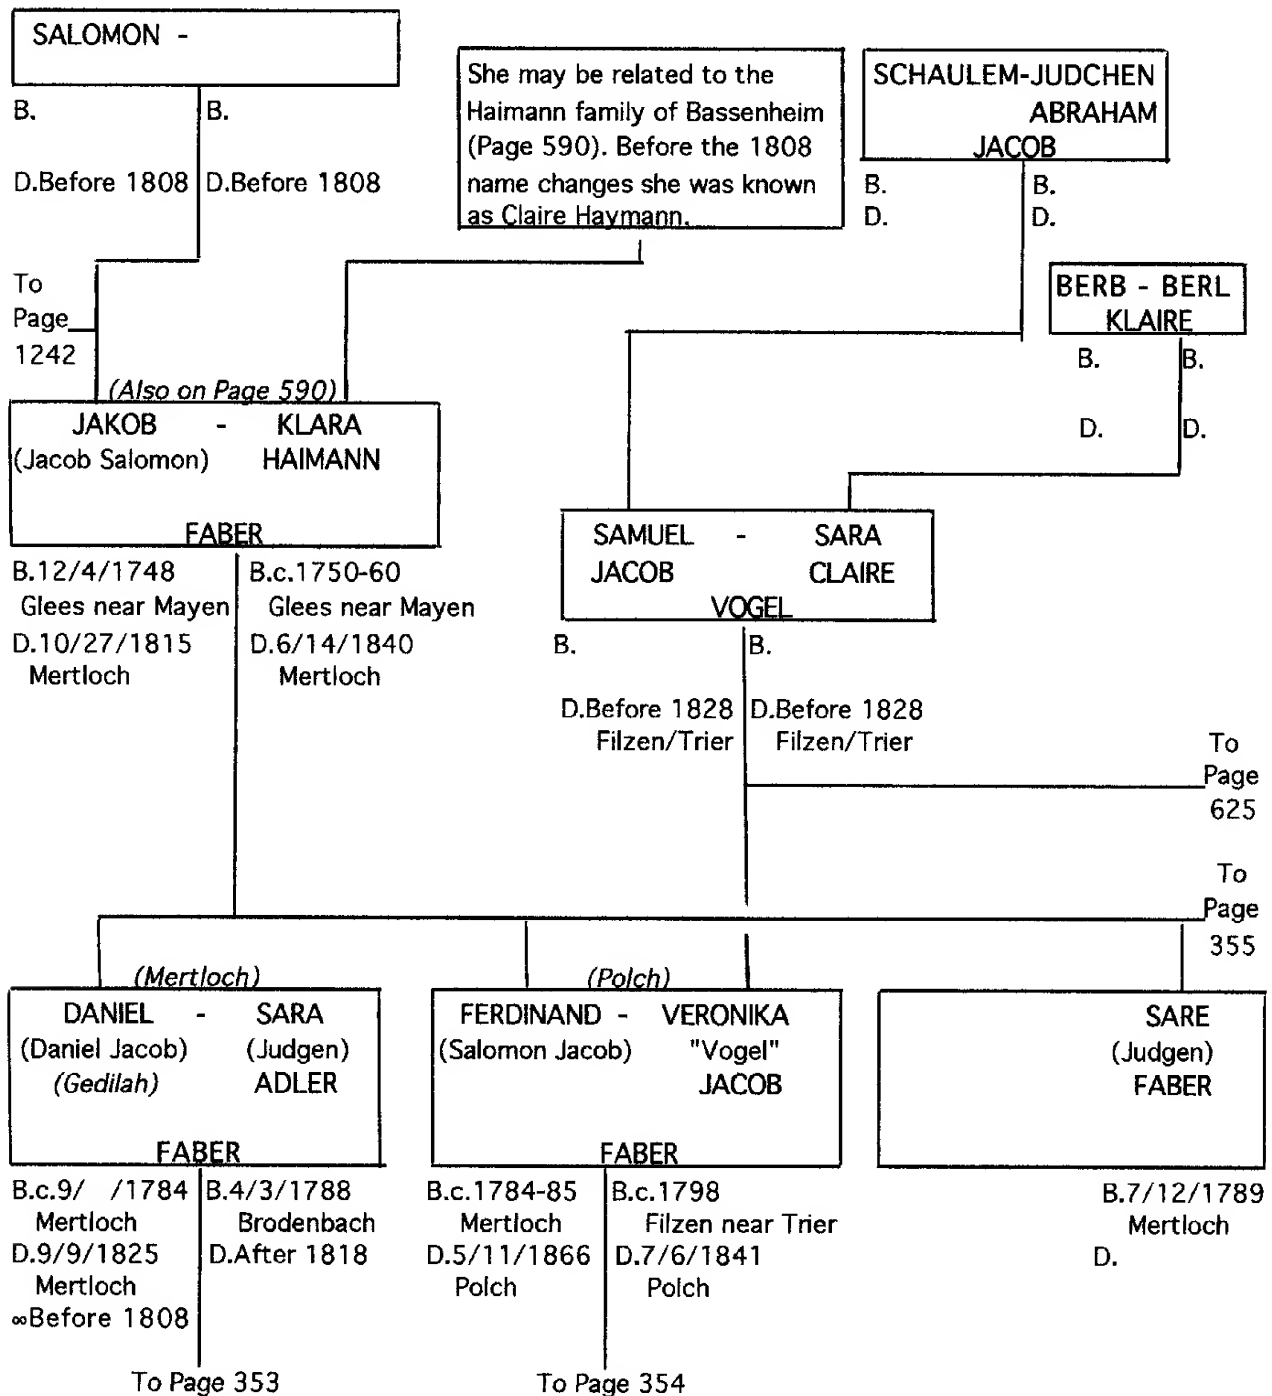 SALOMON -
B. B.
D.Before 1808 D.Before 1808
She may be related to the
Haimann family of Bassenheim
(Page 590). Before the 1808
name changes she was known
as Claire Haymann.
SCHAULEM-JUDCHEN
ABRAHAM
JACOB
B. B.
D. D.
To
Page
1242
BERB - BERL
KLAIRE
B. B.
D. D.
(Also on Page 590)
JAKOB - KLARA
(Jacob Salomon) HAIMANN
FABER
B.12/4/1748 B.c.1750-60
Glees near Mayen Glees near Mayen
D.10/27/1815 D.6/14/1840
Mertloch Mertloch
SAMUEL - SARA
JACOB CLAIRE
VOGEL
B. B.
D.Before 1828 D.Before 1828
Filzen/Trier Filzen/Trier
To
Page
625
To
Page
355
(Mertloch)
DANIEL - SARA
(Daniel Jacob) (Judgen)
(Gedilah) ADLER
FABER
B.c.9/ /1784 B.4/3/1788
Mertloch Brodenbach
D.9/9/1825 D.After 1818
Mertloch
∞Before 1808
To Page 353
(Polch)
FERDINAND - VERONIKA
(Salomon Jacob) "Vogel"
JACOB
FABER
B.c.1784-85 B.c.1798
Mertloch Filzen near Trier
D.5/11/1866 D.7/6/1841
Polch Polch
To Page 354
SARE
(Judgen)
FABER
B.7/12/1789
Mertloch
D.